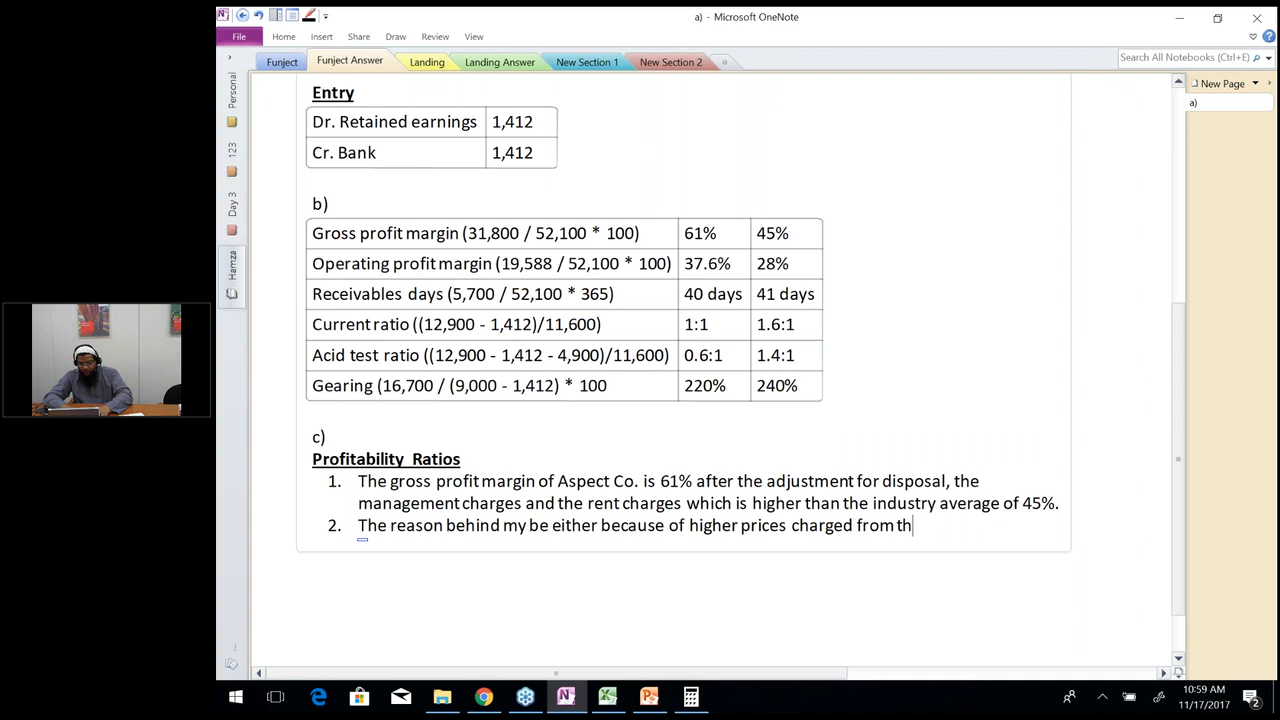 a) - Microsoft OneNote
File Home Insert Share Draw Review View
Funject Funject Answer Landing Landing Answer New Section 1 New Section 2
Search All Notebooks (Ctrl+E)
New Page
a)
Personal
123
Day 3
Hamza
Entry
Dr. Retained earnings 1,412
Cr. Bank 1,412
b)
Gross profit margin (31,800 / 52,100 * 100) 61% 45%
Operating profit margin (19,588 / 52,100 * 100) 37.6% 28%
Receivables days (5,700 / 52,100 * 365) 40 days 41 days
Current ratio ((12,900 - 1,412)/11,600) 1:1 1.6:1
Acid test ratio ((12,900 - 1,412 - 4,900)/11,600) 0.6:1 1.4:1
Gearing (16,700 / (9,000 - 1,412) * 100 220% 240%
c)
Profitability Ratios
1. The gross profit margin of Aspect Co. is 61% after the adjustment for disposal, the
management charges and the rent charges which is higher than the industry average of 45%.
2. The reason behind my be either because of higher prices charged from th
10:59 AM
11/17/2017
2